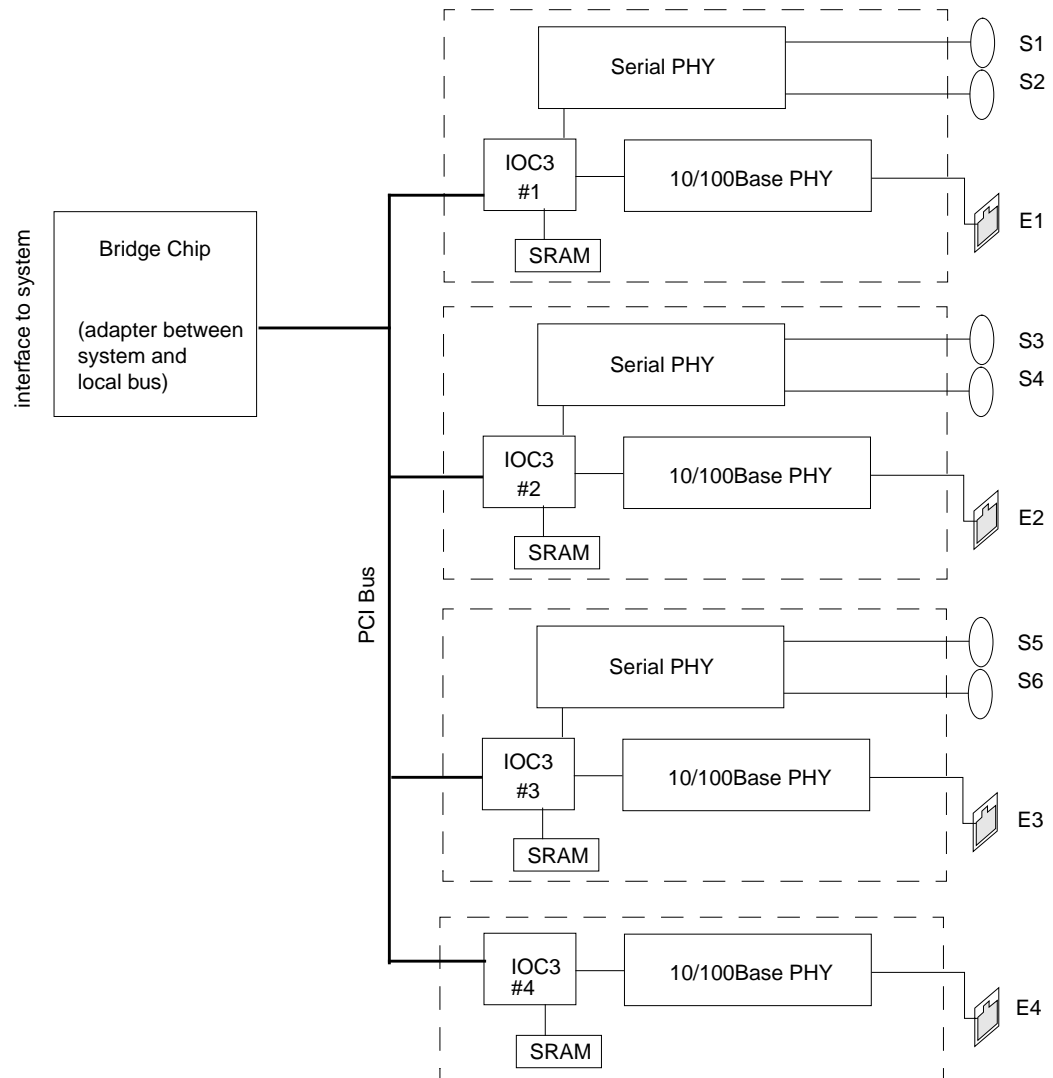 interface to system
Bridge Chip
(adapter between
system and
local bus)
PCI Bus
Serial PHY
S1
S2
IOC3
#1
10/100Base PHY
E1
SRAM
Serial PHY
S3
S4
IOC3
#2
10/100Base PHY
E2
SRAM
Serial PHY
S5
S6
IOC3
#3
10/100Base PHY
E3
SRAM
IOC3
#4
10/100Base PHY
E4
SRAM